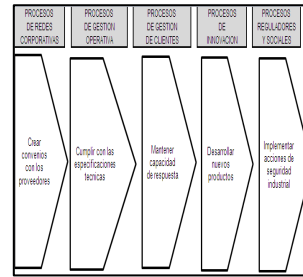 PROCESOS
DE REDES
CORPORATIVAS
PROCESOS
DE GESTION
OPERATIVA
PROCESOS
DE GESTION
DE CLIENTES
PROCESOS
DE
INNOVACION
PROCESOS
REGULADORES
Y SOCIALES
Crear
convenios
con los
proveedores
Cumplir con las
especificaciones
tecnicas
Mantener
capacidad
de respuesta
Desarrollar
nuevos
productos
Implementar
acciones de
seguridad
industrial